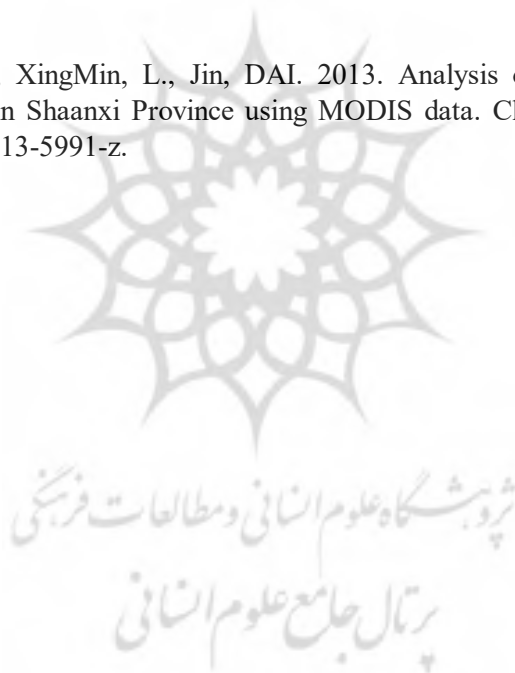 XingMin, L., Jin, DAI. 2013. Analysis
n Shaanxi Province using MODIS data.
13-5991-z.
پژوهشگاه علوم انسانی و مطالعات فرهنگی
پرتال جامع علوم انسانی